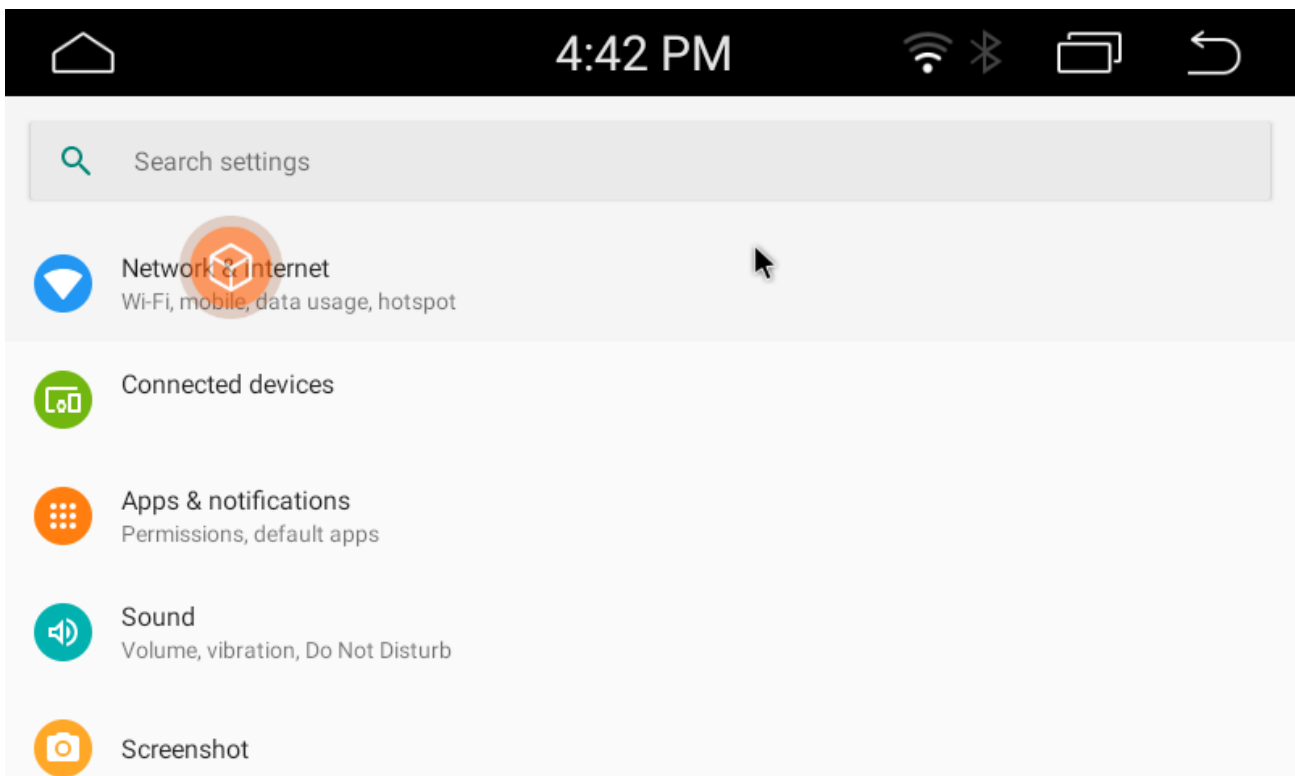 4:42 PM
Search settings
Network & Internet
Wi-Fi, mobile, data usage, hotspot
Connected devices
Apps & notifications
Permissions, default apps
Sound
Volume, vibration, Do Not Disturb
Screenshot